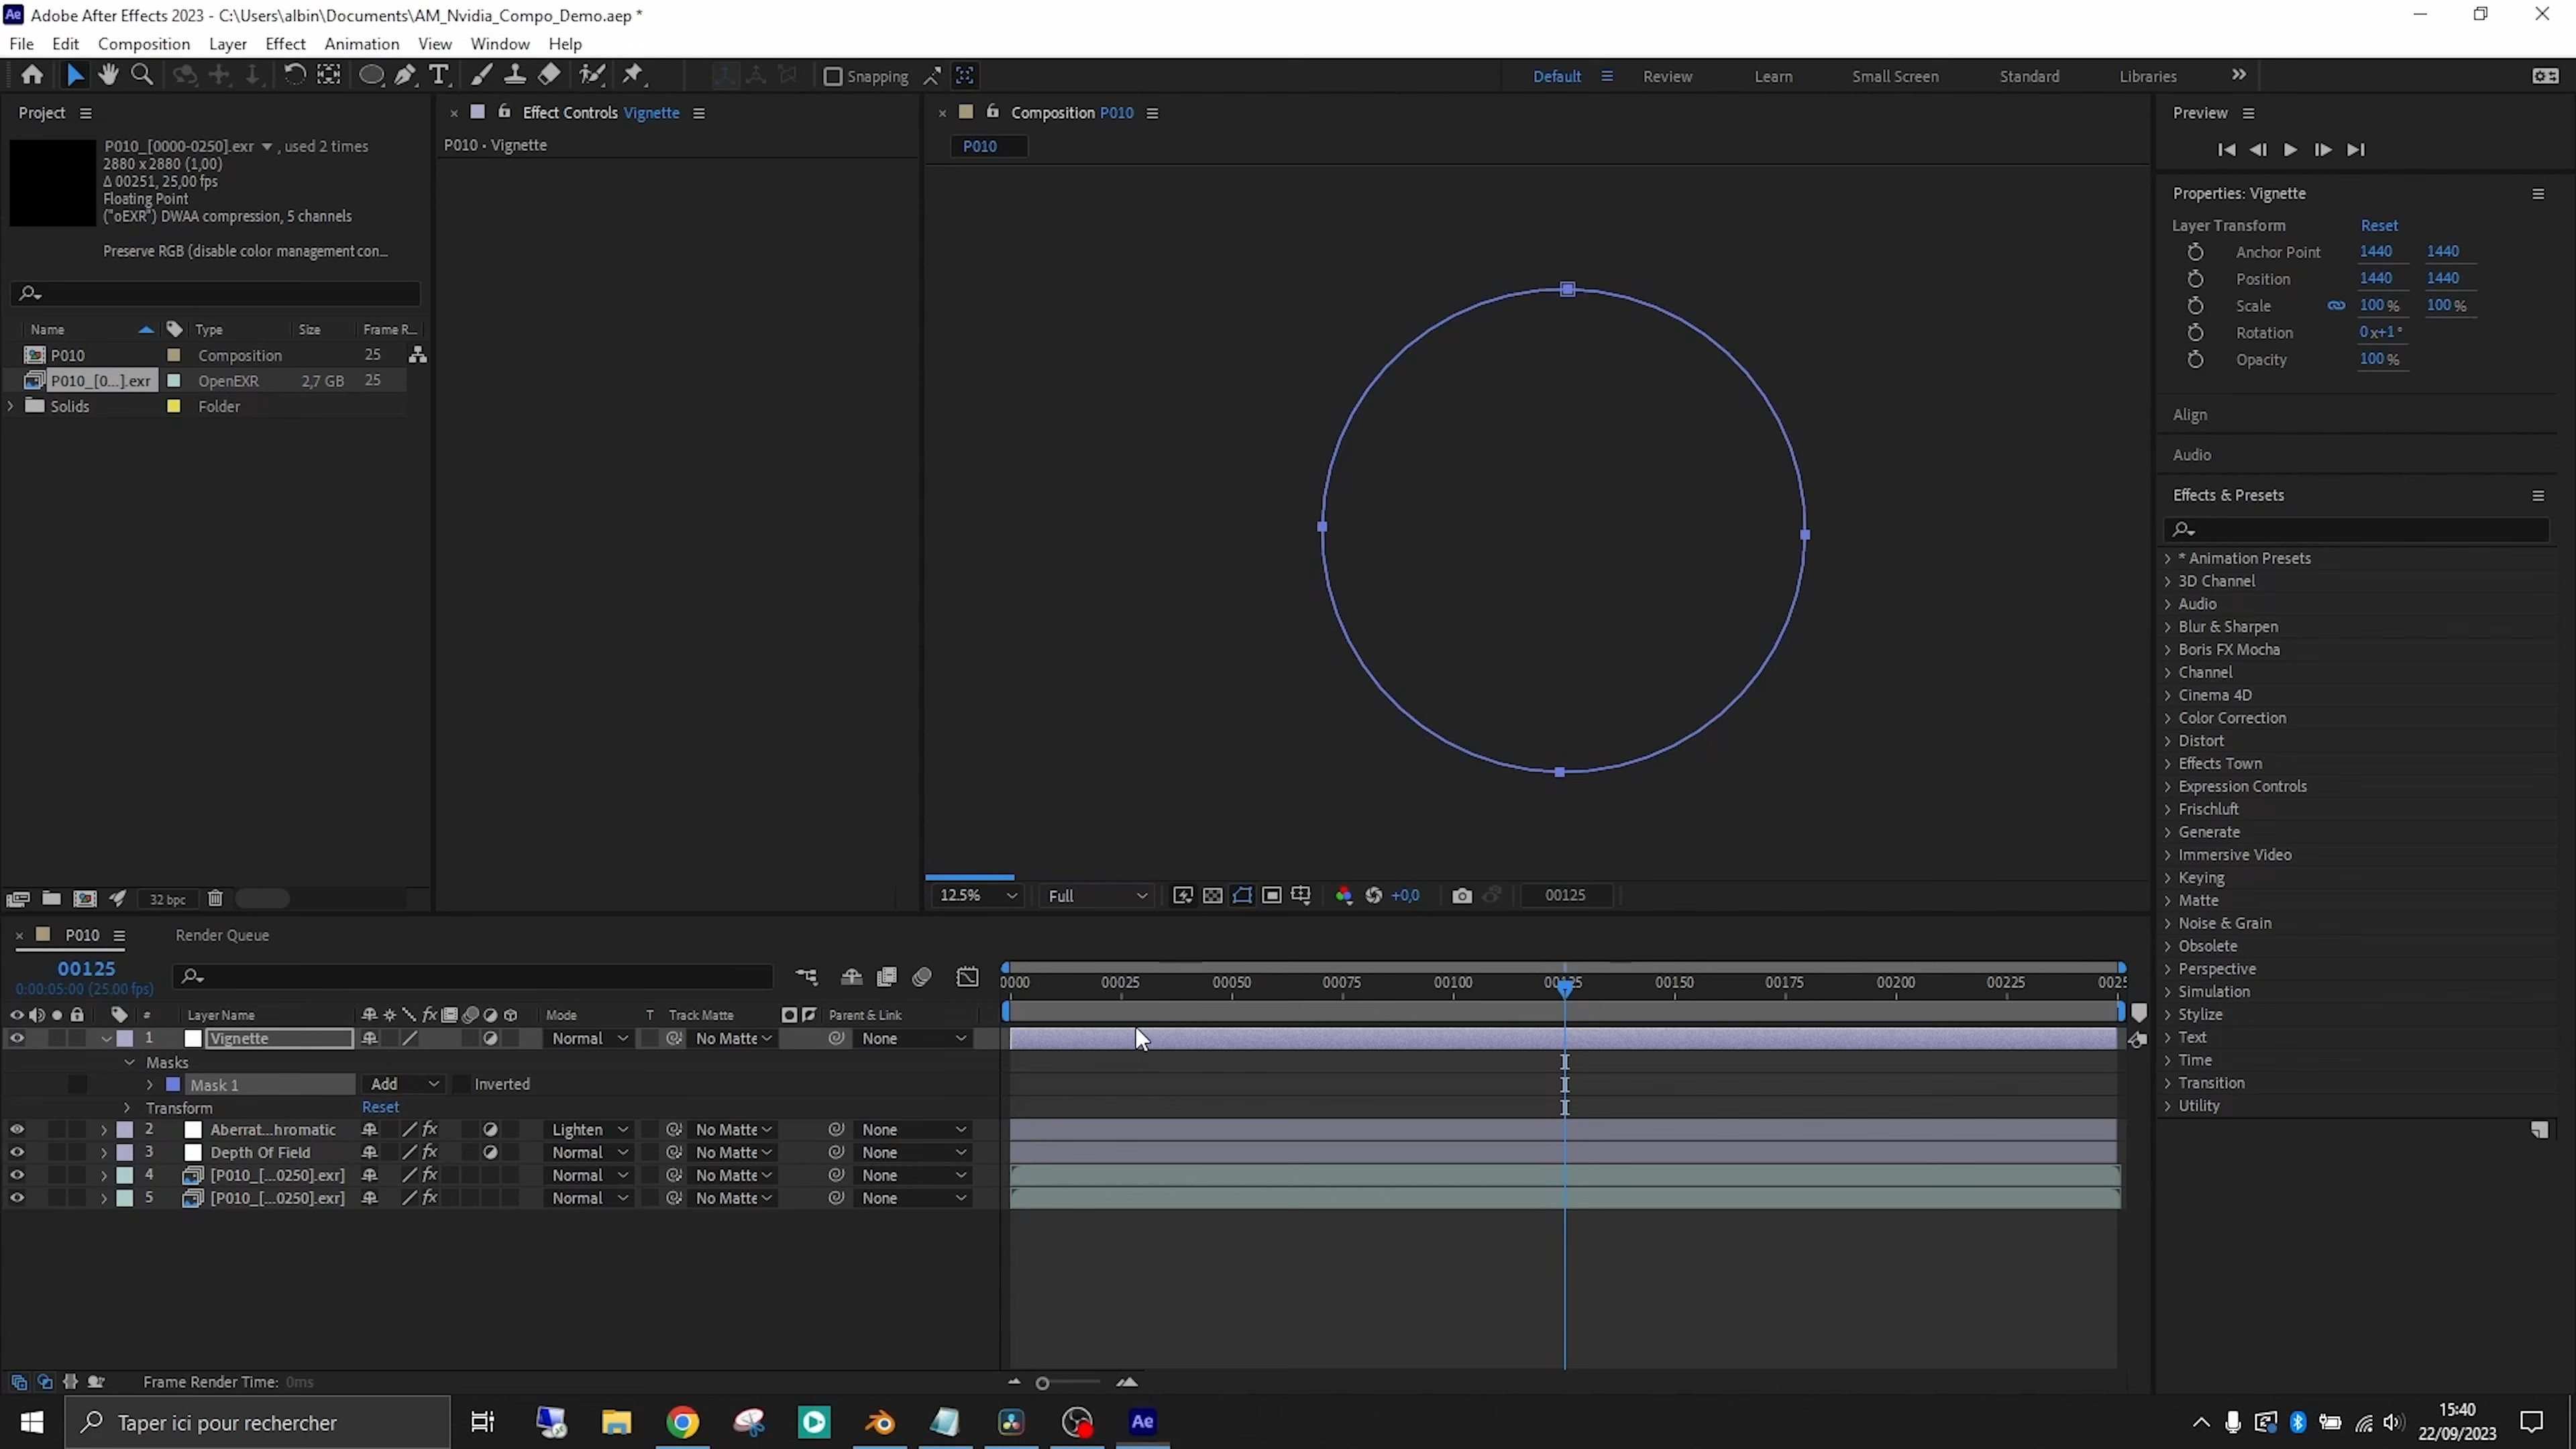 Ae Adobe After Effects 2023 - C:\Users\albin\Documents\AM_Nvidia_Compo_Demo.aep *
File Edit Composition Layer Effect Animation View Window Help
Snapping
Default Review Learn Small Screen Standard Libraries
Project
P010_[0000-0250].exr , used 2 times
2880 x 2880 (1,00)
Δ 00251, 25,00 fps
Floating Point
("oEXR") DWAA compression, 5 channels
Preserve RGB (disable color management con...
Name Type Size Frame R...
P010 Composition 25
P010_[0...].exr OpenEXR 2,7 GB 25
Solids Folder
32 bpc
Effect Controls Vignette
P010 • Vignette
Composition P010
P010
12.5% Full +0,0 00125
Preview
Properties: Vignette
Layer Transform Reset
Anchor Point 1440 1440
Position 1440 1440
Scale 100 % 100 %
Rotation 0x+1°
Opacity 100 %
Align
Audio
Effects & Presets
* Animation Presets
3D Channel
Audio
Blur & Sharpen
Boris FX Mocha
Channel
Cinema 4D
Color Correction
Distort
Effects Town
Expression Controls
Frischluft
Generate
Immersive Video
Keying
Matte
Noise & Grain
Obsolete
Perspective
Simulation
Stylize
Text
Time
Transition
Utility
P010 Render Queue
00125
0:00:05:00 (25.00 fps)
0000 00025 00050 00075 00100 00125 00150 00175 00200 00225 0025
# Layer Name fx Mode T Track Matte Parent & Link
1 Vignette Normal No Matte None
Masks
Mask 1 Add Inverted
Transform Reset
2 Aberrat...hromatic fx Lighten No Matte None
3 Depth Of Field fx Normal No Matte None
4 [P010_[...0250].exr] fx Normal No Matte None
5 [P010_[...0250].exr] fx Normal No Matte None
Frame Render Time: 0ms
Taper ici pour rechercher
Ae
15:40
22/09/2023